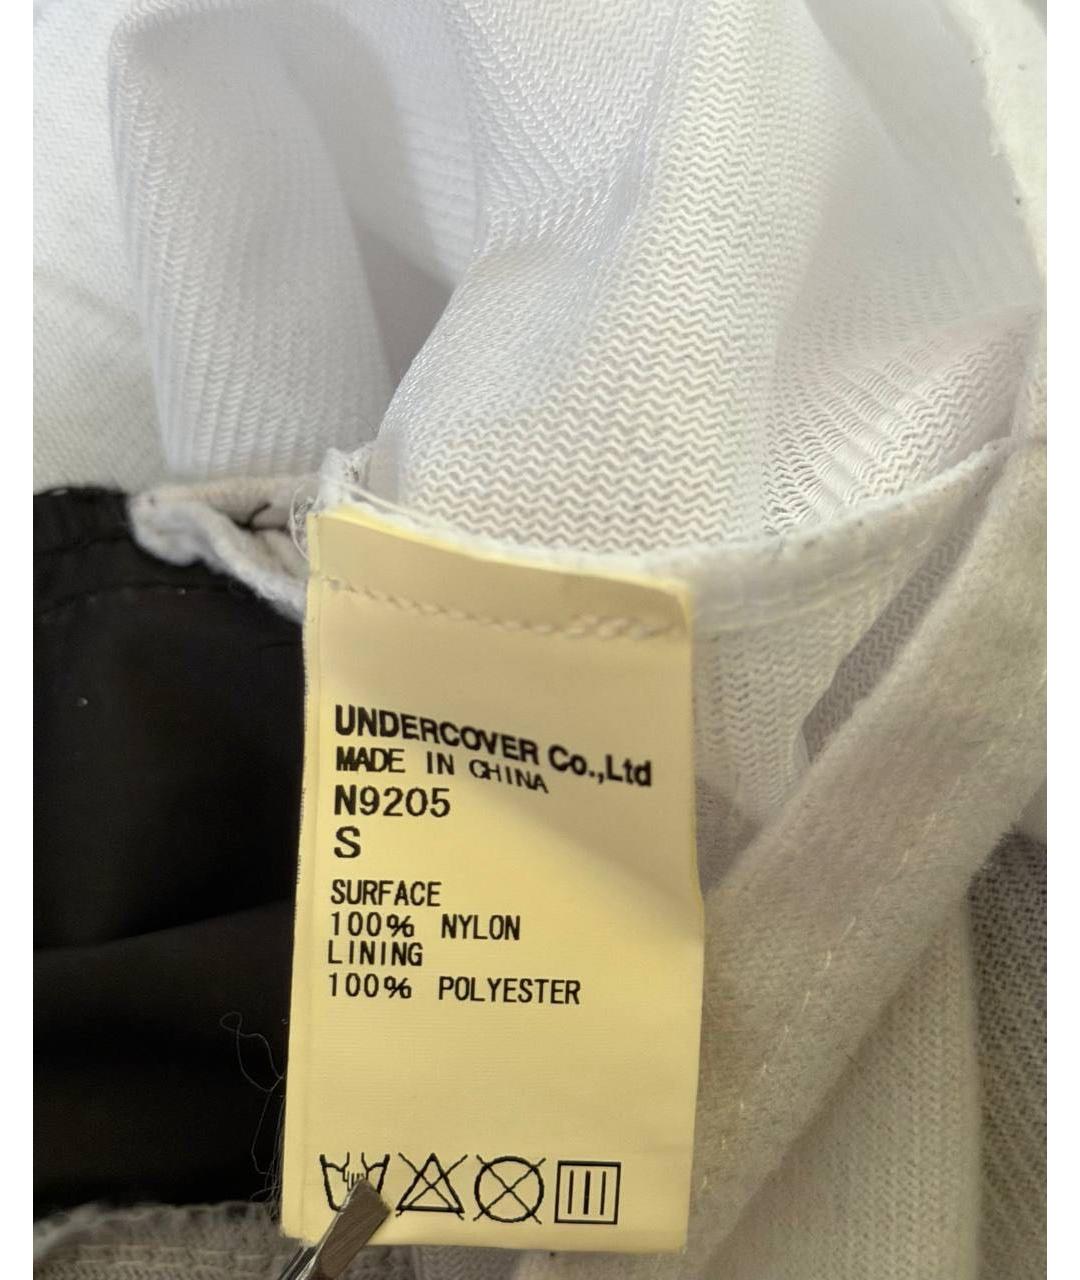 UNDERCOVER Co.,Ltd
MADE IN CHINA
N9205
S
SURFACE
100% NYLON
LINING
100% POLYESTER